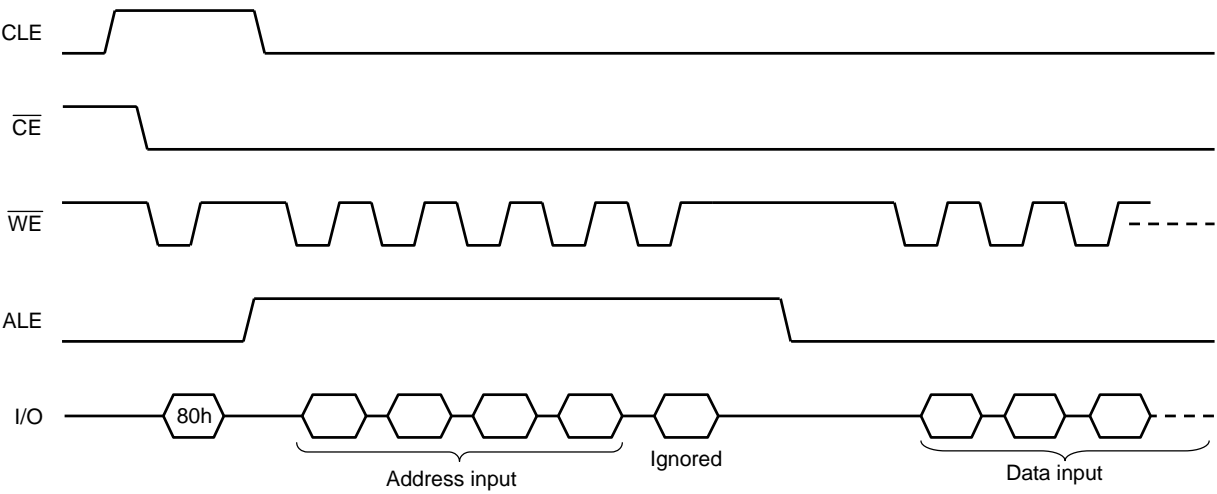 CLE
CE
WE
ALE
I/O
80h
Address input
Ignored
Data input